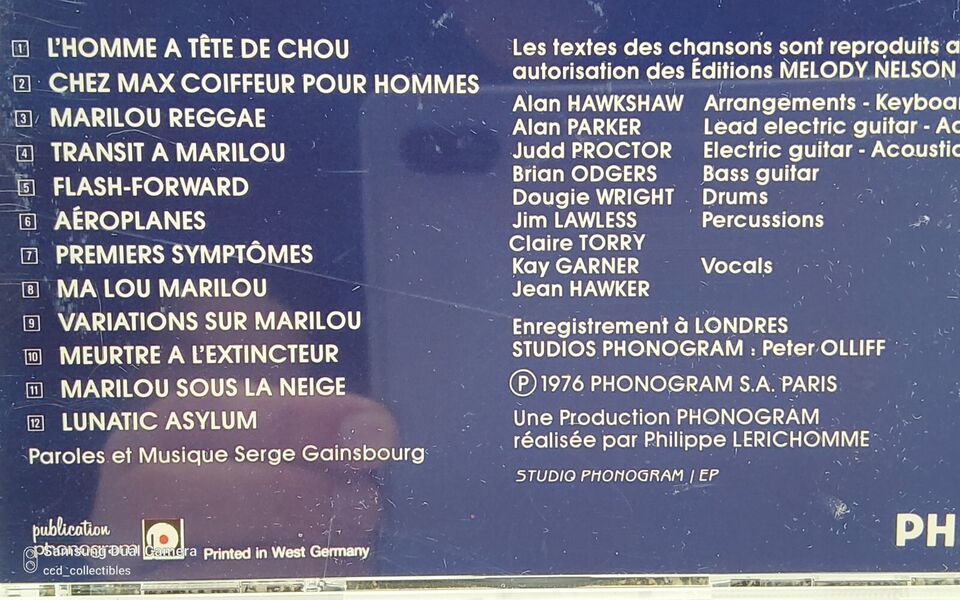 1 L'HOMME A TÊTE DE CHOU
2 CHEZ MAX COIFFEUR POUR HOMMES
3 MARILOU REGGAE
4 TRANSIT A MARILOU
5 FLASH-FORWARD
6 AÉROPLANES
7 PREMIERS SYMPTÔMES
8 MA LOU MARILOU
9 VARIATIONS SUR MARILOU
10 MEURTRE A L'EXTINCTEUR
11 MARILOU SOUS LA NEIGE
12 LUNATIC ASYLUM
Paroles et Musique Serge Gainsbourg
Les textes des chansons sont reproduits a
autorisation des Éditions MELODY NELSON
Alan HAWKSHAW Arrangements - Keyboa
Alan PARKER Lead electric guitar - Ac
Judd PROCTOR Electric guitar - Acoustic
Brian ODGERS Bass guitar
Dougie WRIGHT Drums
Jim LAWLESS Percussions
Claire TORRY
Kay GARNER Vocals
Jean HAWKER
Enregistrement à LONDRES
STUDIOS PHONOGRAM : Peter OLLIFF
Ⓟ 1976 PHONOGRAM S.A. PARIS
Une Production PHONOGRAM
réalisée par Philippe LERICHOMME
STUDIO PHONOGRAM / EP
publication
phonogram
Printed in West Germany
PH
Samsung Dual Camera
ccd_collectibles